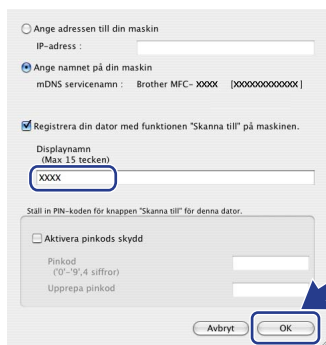 Ange adressen till din maskin
IP-adress :
Ange namnet på din maskin
mDNS servicenamn : Brother MFC- XXXX [XXXXXXXXXXXX]
Registrera din dator med funktionen "Skanna till" på maskinen.
Displaynamn
(Max 15 tecken)
XXXX
Ställ in PIN-koden för knappen "Skanna till" för denna dator.
Aktivera pinkods skydd
Pinkod
('0'-'9',4 siffror)
Upprepa pinkod
Avbryt OK